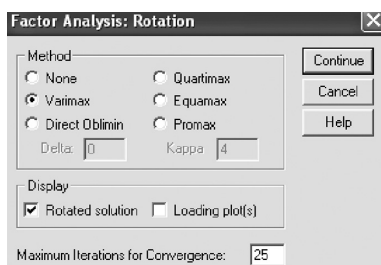 Factor Analysis: Rotation
Method
None
Quartimax
Varimax
Equamax
Direct Oblimin
Promax
Delta: 0
Kappa 4
Display
Rotated solution
Loading plot(s)
Maximum Iterations for Convergence: 25
Continue
Cancel
Help